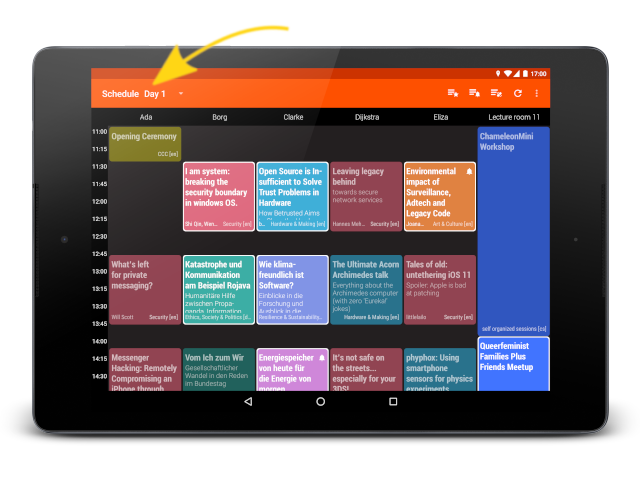 17:00
Schedule Day 1
Ada Borg Clarke Dijkstra Eliza Lecture room 11
11:00
11:15
11:30
11:45
12:00
12:15
12:30
12:45
13:00
13:15
13:30
13:45
14:00
14:15
14:30
Opening Ceremony
CCC [en]
I am system:
breaking the
security boundary
in windows OS.
Shi Qin, Wen... Security [en]
Open Source is In-
sufficient to Solve
Trust Problems in
Hardware
How Betrusted Aims
b... Hardware & Making [en]
Leaving legacy
behind
towards secure
network services
Hannes Meh... Security [en]
Environmental
impact of
Surveillance,
Adtech and
Legacy Code
Joana... Art & Culture [en]
ChameleonMini
Workshop
self organized sessions [cs]
What's left
for private
messaging?
Will Scott Security [en]
Katastrophe und
Kommunikation
am Beispiel Rojava
Humanitäre Hilfe
zwischen Propa-
ganda, Information
Ethics, Society & Politics [d...
Wie klima-
freundlich ist
Software?
Einblicke in die
Forschung und
Ausblick in die
Resilience & Sustainability...
The Ultimate Acorn
Archimedes talk
Everything about the
Archimedes computer
(with zero 'Eureka!'
jokes)
Hardware & Making [en]
Tales of old:
untethering iOS 11
Spoiler: Apple is bad
at patching
littlelailo Security [en]
Messenger
Hacking: Remotely
Compromising an
iPhone through
Vom Ich zum Wir
Gesellschaftlicher
Wandel in den Reden
im Bundestag
Energiespeicher
von heute für
die Energie von
morgen
It's not safe on
the streets...
especially for your
3DS!
phyphox: Using
smartphone
sensors for physics
experiments
Queerfeminist
Families Plus
Friends Meetup